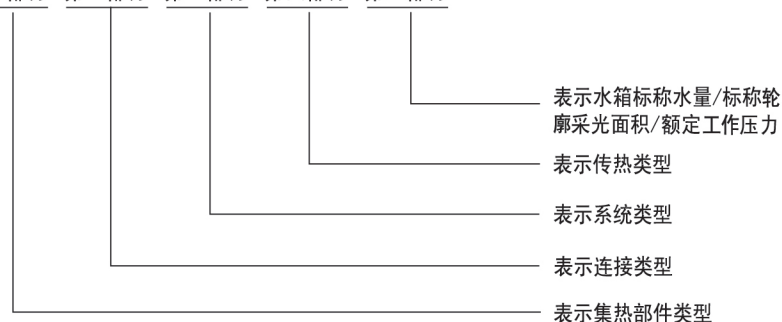 表示水箱标称水量/标称轮
廓采光面积/额定工作压力
表示传热类型
表示系统类型
表示连接类型
表示集热部件类型